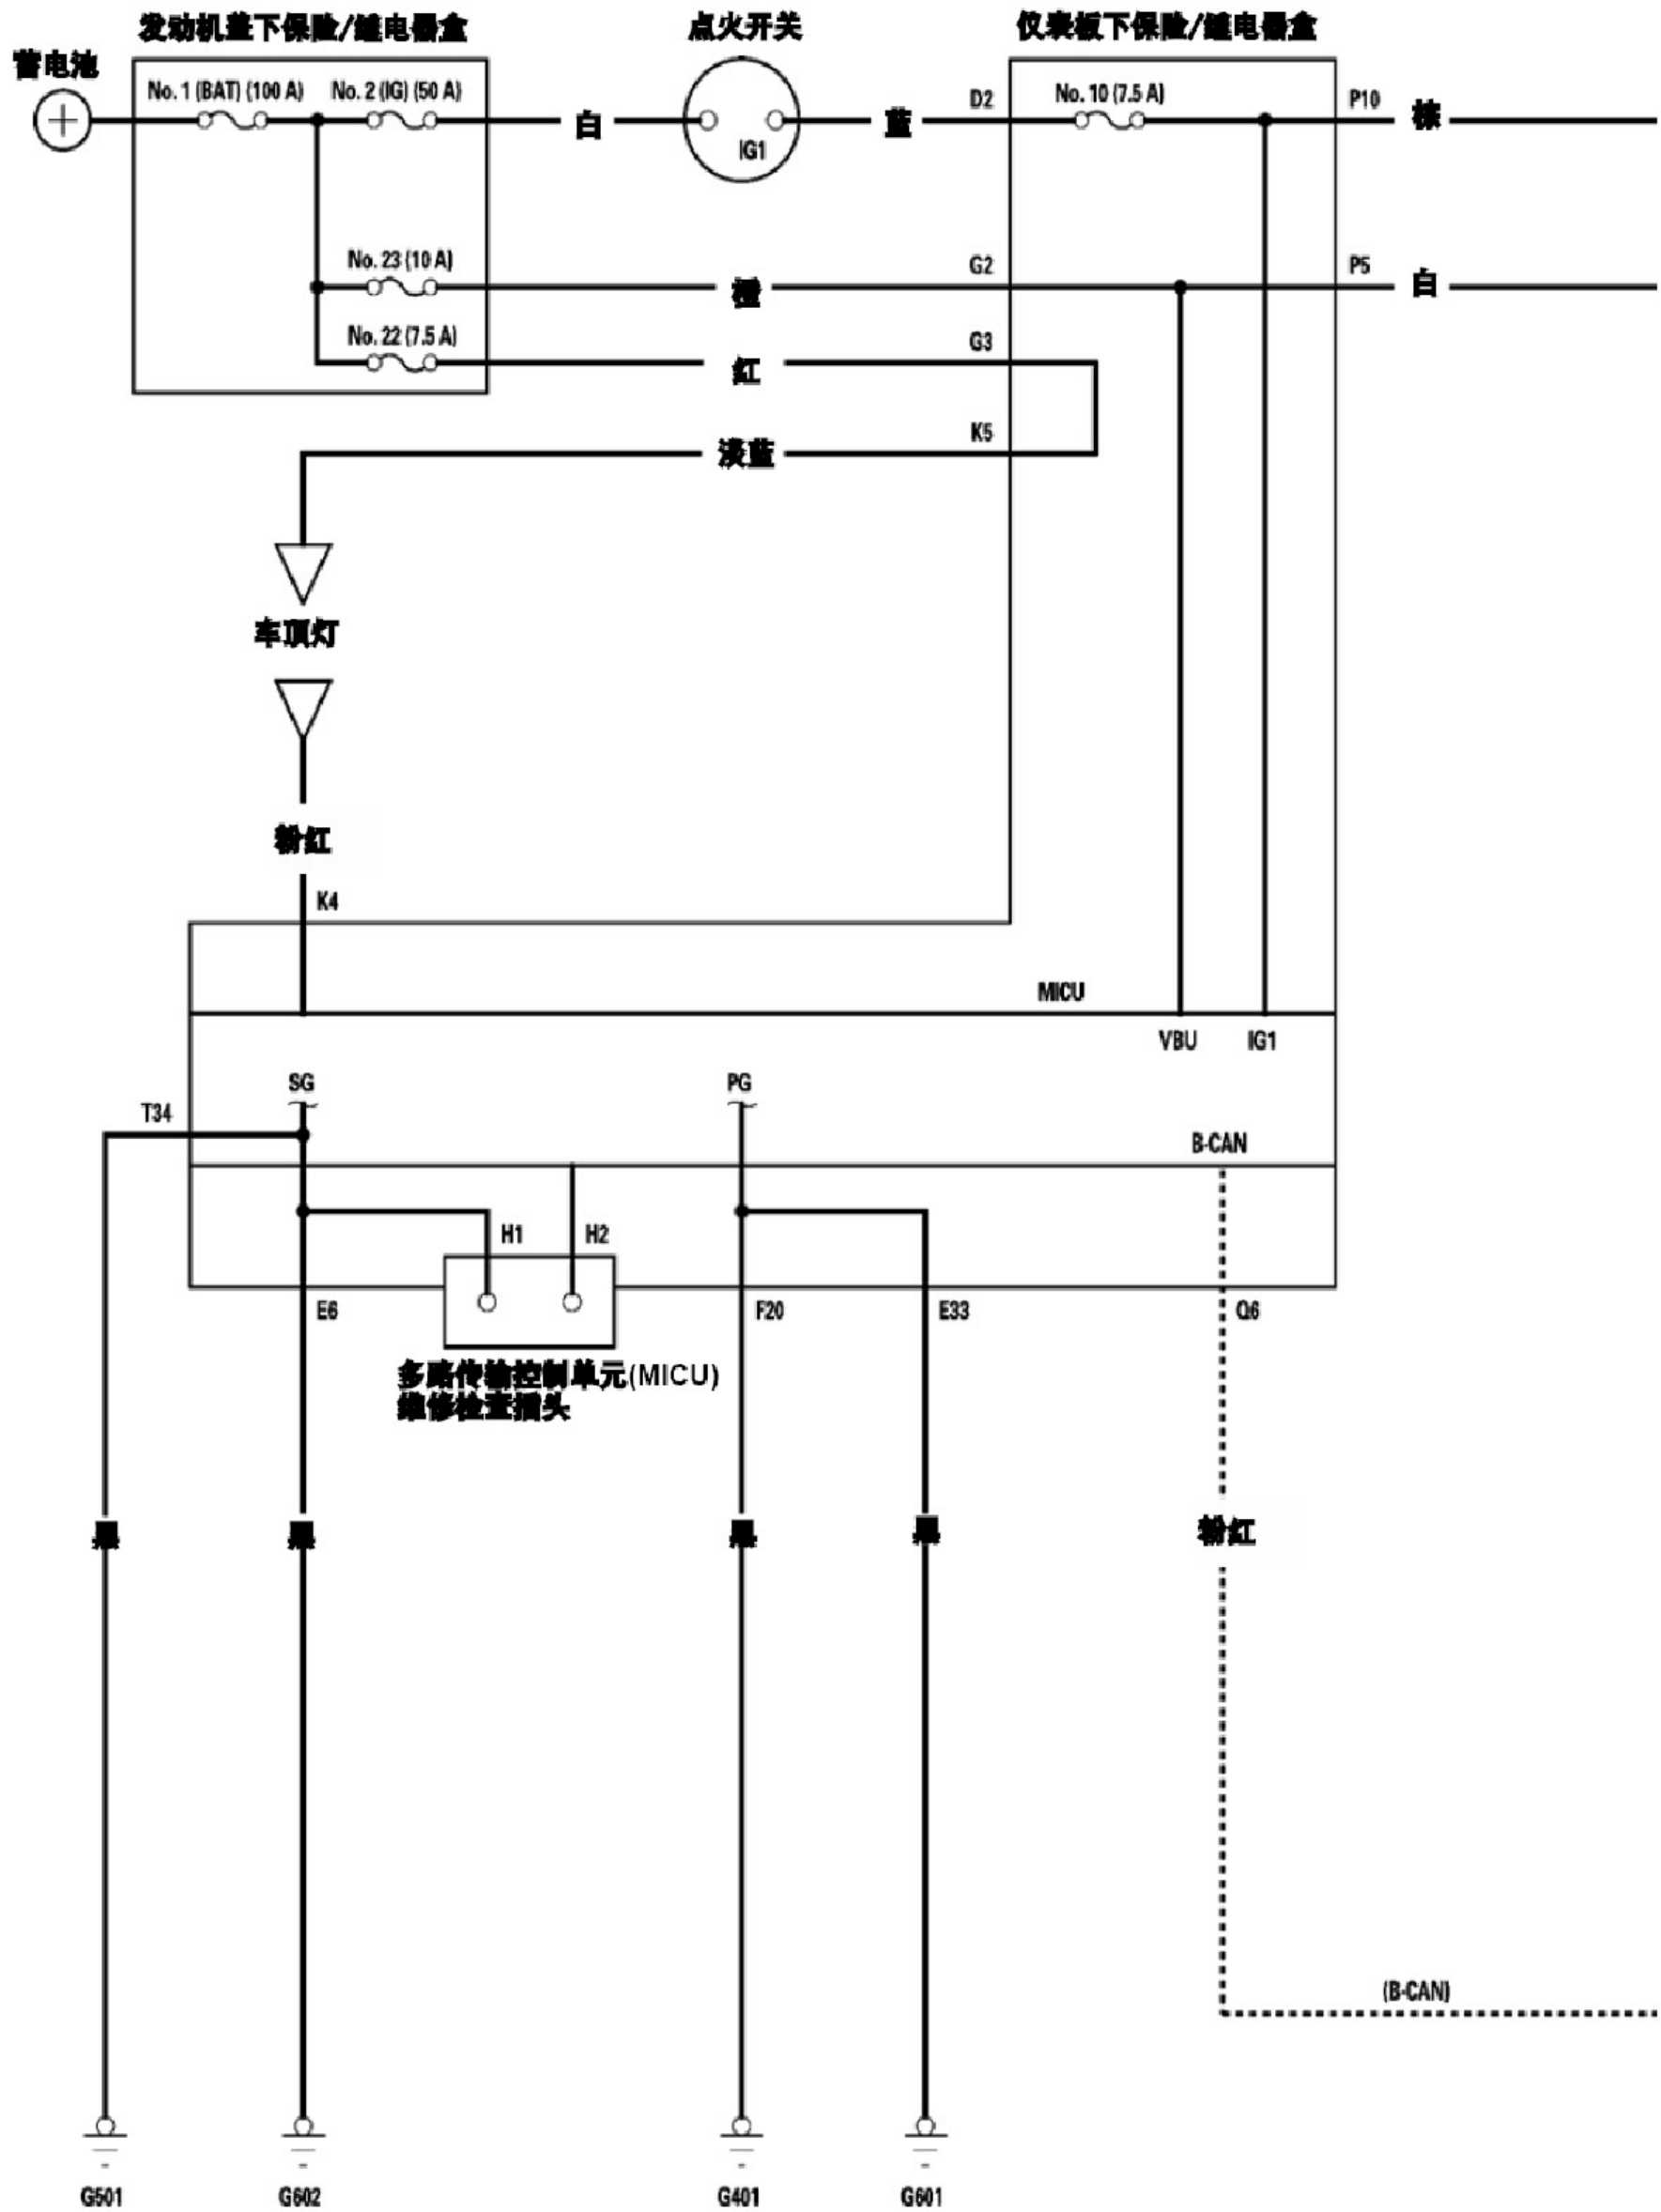 发动机盖下保险/继电器盒
点火开关
仪表板下保险/继电器盒
蓄电池
No. 1 (BAT) (100 A)
No. 2 (IG) (50 A)
白
IG1
蓝
D2
No. 10 (7.5 A)
P10
棕
No. 23 (10 A)
橙
G2
P5
白
No. 22 (7.5 A)
红
G3
淡蓝
K5
车顶灯
粉红
K4
MICU
VBU
IG1
SG
PG
T34
B-CAN
H1
H2
E6
F20
E33
Q6
多路传输控制单元(MICU)
维修检查插头
黑
黑
黑
黑
粉红
(B-CAN)
G501
G602
G401
G601